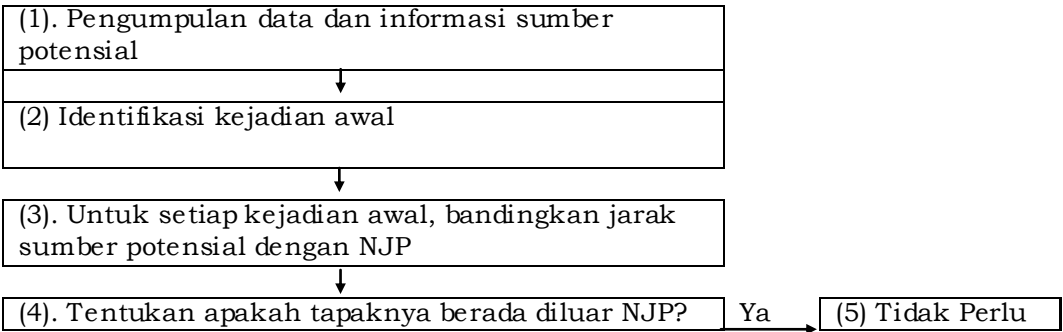 (1). Pengumpulan data dan informasi sumber
potensial
(2) Identifikasi kejadian awal
(3). Untuk setiap kejadian awal, bandingkan jarak
sumber potensial dengan NJP
(4). Tentukan apakah tapaknya berada diluar NJP? Ya (5) Tidak Perlu